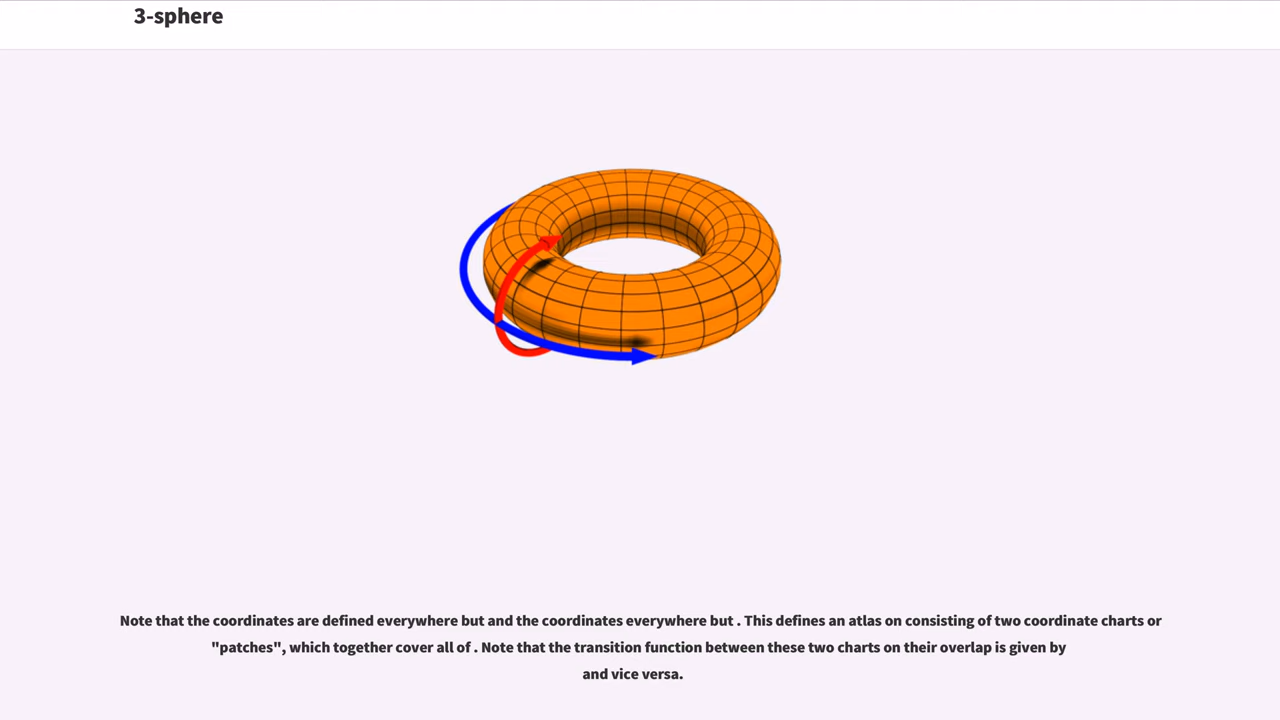 3-sphere
Note that the coordinates are defined everywhere but and the coordinates everywhere but . This defines an atlas on consisting of two coordinate charts or
"patches", which together cover all of . Note that the transition function between these two charts on their overlap is given by
and vice versa.